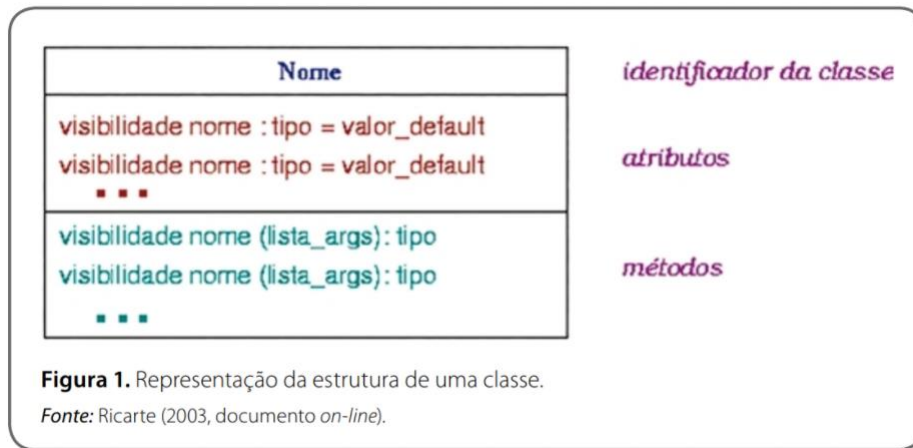 Nome
identificador da classe
visibilidade nome : tipo = valor_default
visibilidade nome : tipo = valor_default
atributos
...
visibilidade nome (lista_args) : tipo
visibilidade nome (lista_args) : tipo
métodos
...
Figura 1. Representação da estrutura de uma classe.
Fonte: Ricarte (2003, documento on-line).